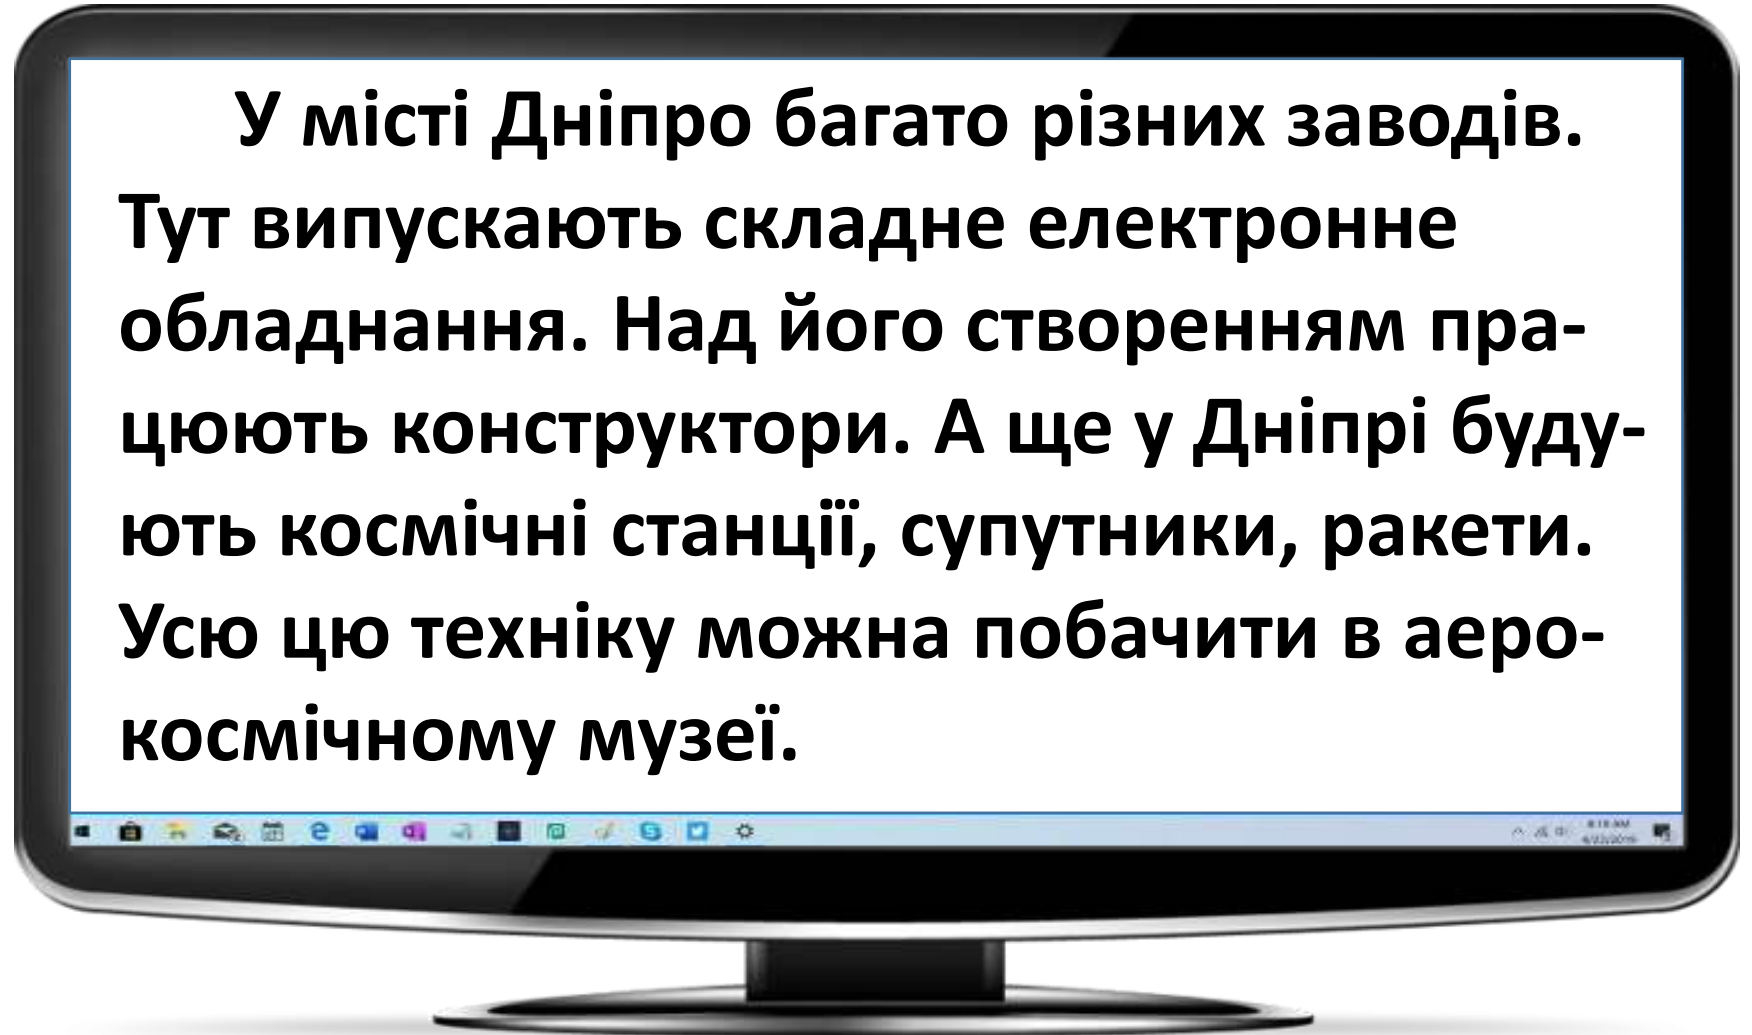 У місті Дніпро багато різних заводів.
Тут випускають складне електронне
обладнання. Над його створенням пра-
цюють конструктори. А ще у Дніпрі буду-
ють космічні станції, супутники, ракети.
Усю цю техніку можна побачити в аеро-
космічному музеї.